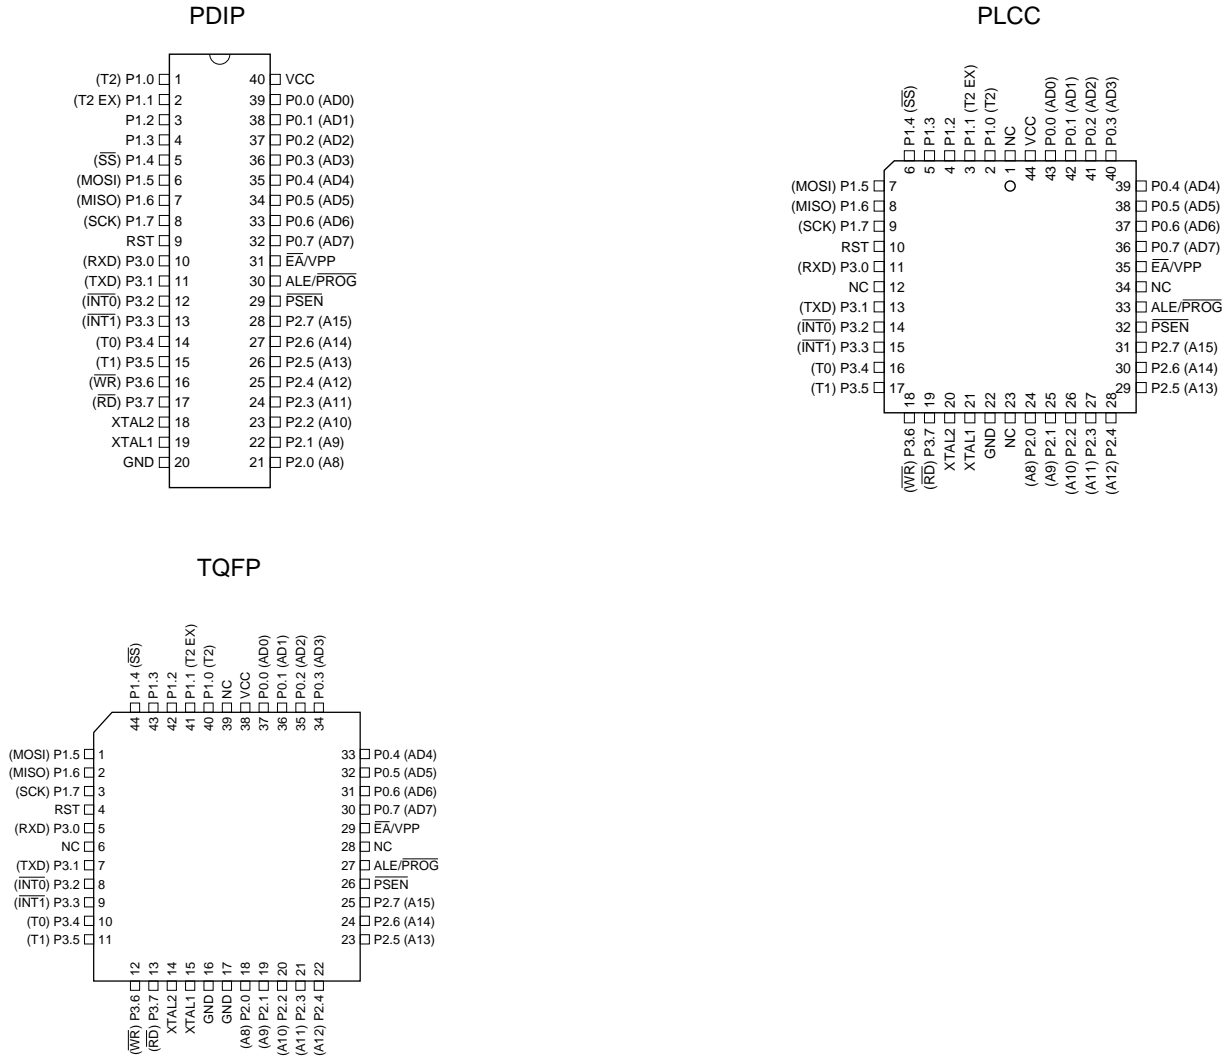 PDIP
(T2) P1.0 1 40 VCC
(T2 EX) P1.1 2 39 P0.0 (AD0)
P1.2 3 38 P0.1 (AD1)
P1.3 4 37 P0.2 (AD2)
(SS) P1.4 5 36 P0.3 (AD3)
(MOSI) P1.5 6 35 P0.4 (AD4)
(MISO) P1.6 7 34 P0.5 (AD5)
(SCK) P1.7 8 33 P0.6 (AD6)
RST 9 32 P0.7 (AD7)
(RXD) P3.0 10 31 EA/VPP
(TXD) P3.1 11 30 ALE/PROG
(INT0) P3.2 12 29 PSEN
(INT1) P3.3 13 28 P2.7 (A15)
(T0) P3.4 14 27 P2.6 (A14)
(T1) P3.5 15 26 P2.5 (A13)
(WR) P3.6 16 25 P2.4 (A12)
(RD) P3.7 17 24 P2.3 (A11)
XTAL2 18 23 P2.2 (A10)
XTAL1 19 22 P2.1 (A9)
GND 20 21 P2.0 (A8)
PLCC
6 P1.4 (SS)
5 P1.3
4 P1.2
3 P1.1 (T2 EX)
2 P1.0 (T2)
1 NC
44 VCC
43 P0.0 (AD0)
42 P0.1 (AD1)
41 P0.2 (AD2)
40 P0.3 (AD3)
(MOSI) P1.5 7 39 P0.4 (AD4)
(MISO) P1.6 8 38 P0.5 (AD5)
(SCK) P1.7 9 37 P0.6 (AD6)
RST 10 36 P0.7 (AD7)
(RXD) P3.0 11 35 EA/VPP
NC 12 34 NC
(TXD) P3.1 13 33 ALE/PROG
(INT0) P3.2 14 32 PSEN
(INT1) P3.3 15 31 P2.7 (A15)
(T0) P3.4 16 30 P2.6 (A14)
(T1) P3.5 17 29 P2.5 (A13)
(WR) P3.6 18
(RD) P3.7 19
XTAL2 20
XTAL1 21
GND 22
NC 23
(A8) P2.0 24
(A9) P2.1 25
(A10) P2.2 26
(A11) P2.3 27
(A12) P2.4 28
TQFP
44 P1.4 (SS)
43 P1.3
42 P1.2
41 P1.1 (T2 EX)
40 P1.0 (T2)
39 NC
38 VCC
37 P0.0 (AD0)
36 P0.1 (AD1)
35 P0.2 (AD2)
34 P0.3 (AD3)
(MOSI) P1.5 1 33 P0.4 (AD4)
(MISO) P1.6 2 32 P0.5 (AD5)
(SCK) P1.7 3 31 P0.6 (AD6)
RST 4 30 P0.7 (AD7)
(RXD) P3.0 5 29 EA/VPP
NC 6 28 NC
(TXD) P3.1 7 27 ALE/PROG
(INT0) P3.2 8 26 PSEN
(INT1) P3.3 9 25 P2.7 (A15)
(T0) P3.4 10 24 P2.6 (A14)
(T1) P3.5 11 23 P2.5 (A13)
(WR) P3.6 12
(RD) P3.7 13
XTAL2 14
XTAL1 15
GND 16
GND 17
(A8) P2.0 18
(A9) P2.1 19
(A10) P2.2 20
(A11) P2.3 21
(A12) P2.4 22